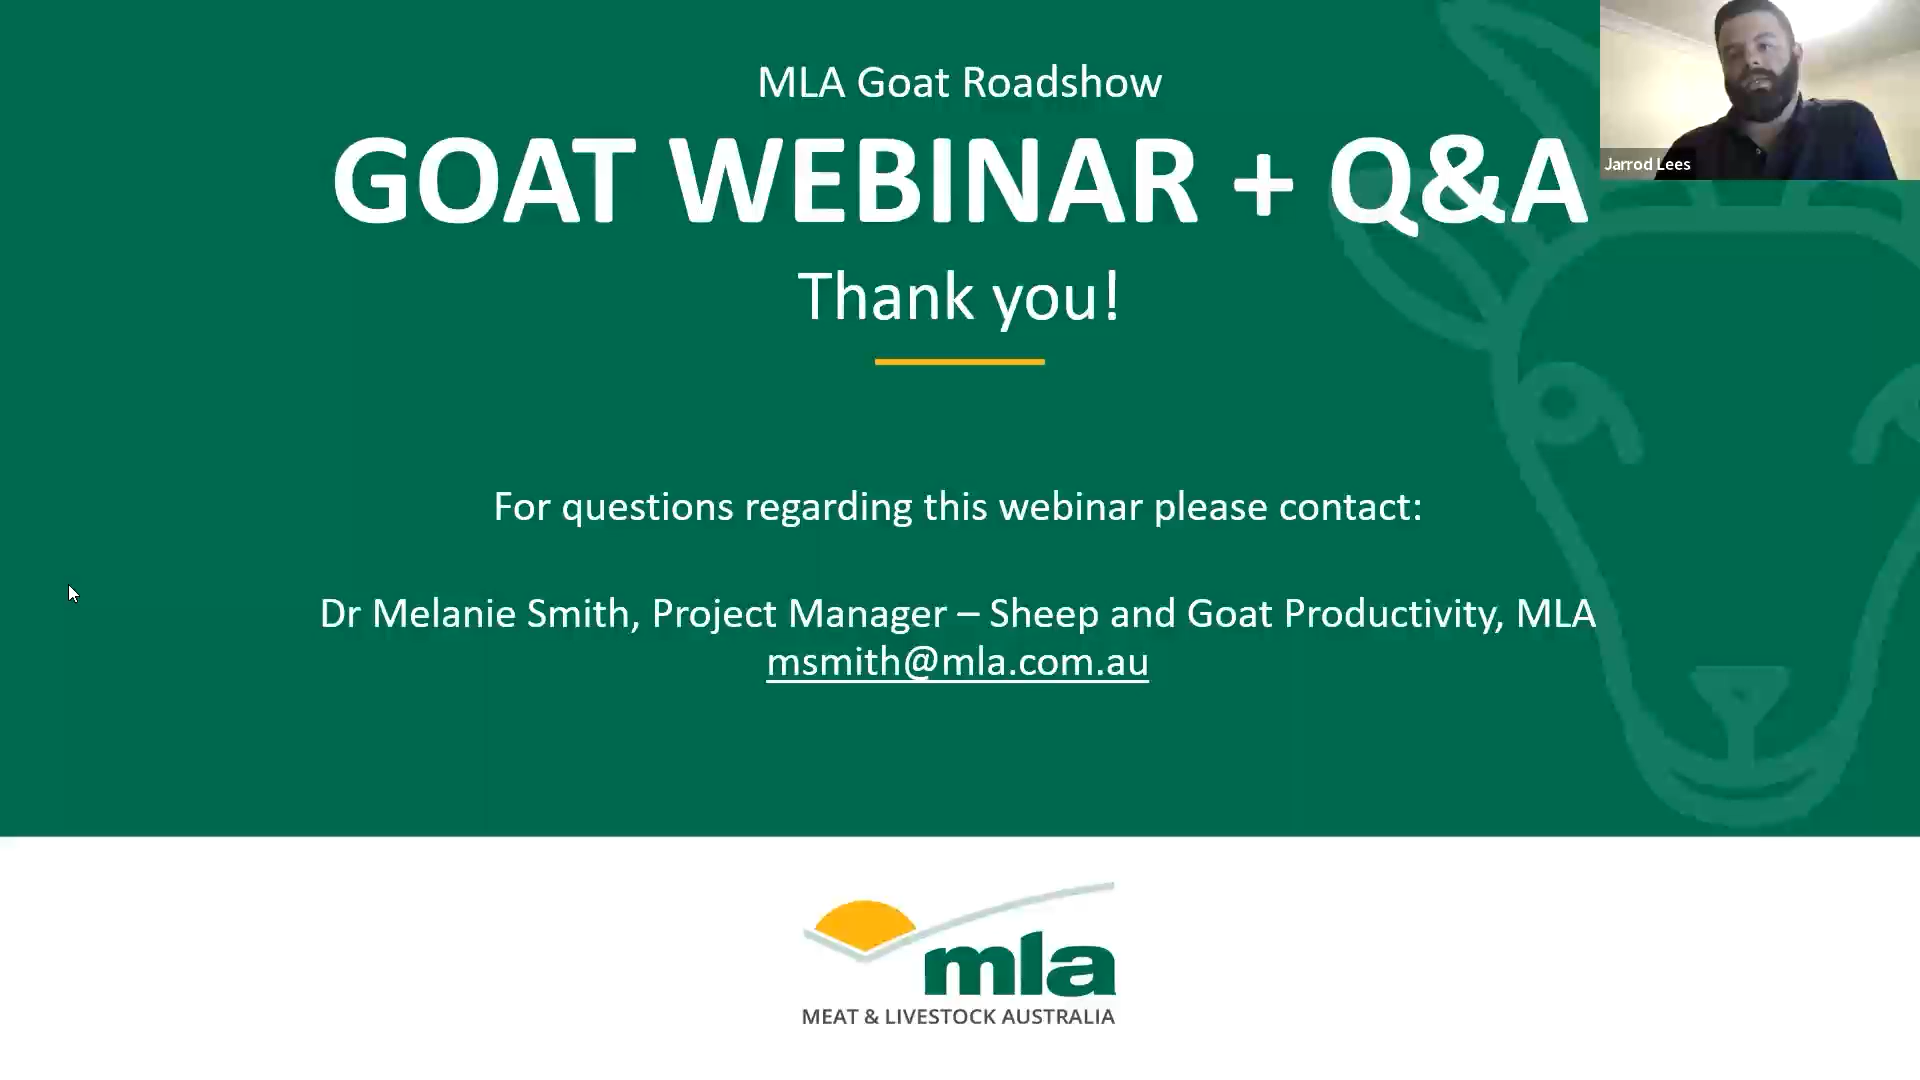 MLA Goat Roadshow
GOAT WEBINAR + Q&A
Thank you!
Jarrod Lees
For questions regarding this webinar please contact:
Dr Melanie Smith, Project Manager – Sheep and Goat Productivity, MLA
msmith@mla.com.au
mla
MEAT & LIVESTOCK AUSTRALIA